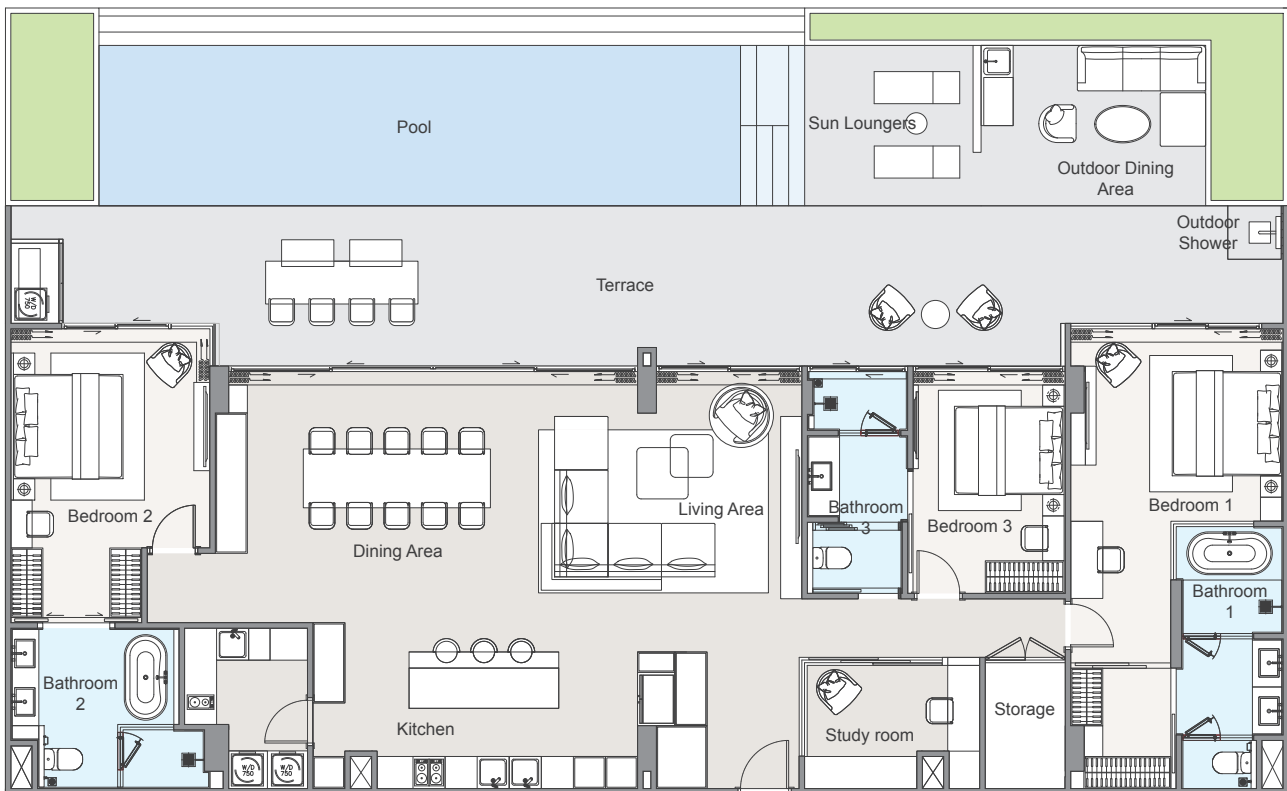 Pool
Sun Loungers
Outdoor Dining
Area
Outdoor
Shower
Terrace
W/D
750
Bedroom 2
Dining Area
Living Area
Bathroom
3
Bedroom 3
Bedroom 1
Bathroom
1
Bathroom
2
Kitchen
Study room
Storage
W/D
750
W/D
750